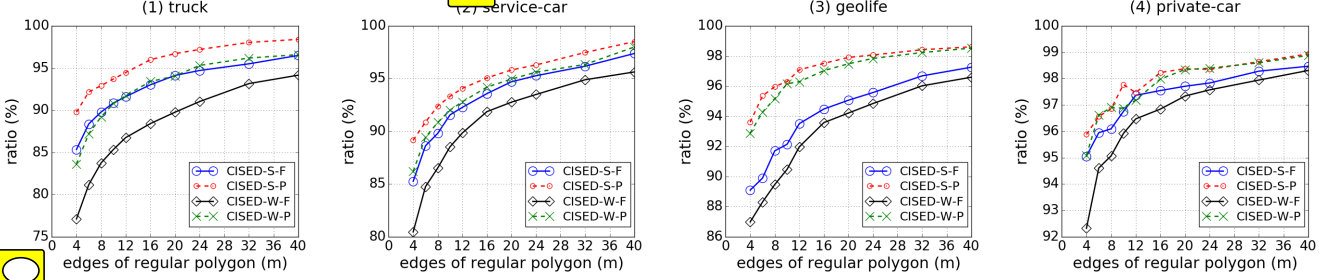 (1) truck
ratio (%)
100
95
90
85
80
75
0 4 8 12 16 20 24 28 32 36 40
edges of regular polygon (m)
CISED-S-F
CISED-S-P
CISED-W-F
CISED-W-P
(2) service-car
ratio (%)
100
95
90
85
80
0 4 8 12 16 20 24 28 32 36 40
edges of regular polygon (m)
CISED-S-F
CISED-S-P
CISED-W-F
CISED-W-P
(3) geolife
ratio (%)
100
98
96
94
92
90
88
86
0 4 8 12 16 20 24 28 32 36 40
edges of regular polygon (m)
CISED-S-F
CISED-S-P
CISED-W-F
CISED-W-P
(4) private-car
ratio (%)
100
99
98
97
96
95
94
93
92
0 4 8 12 16 20 24 28 32 36 40
edges of regular polygon (m)
CISED-S-F
CISED-S-P
CISED-W-F
CISED-W-P